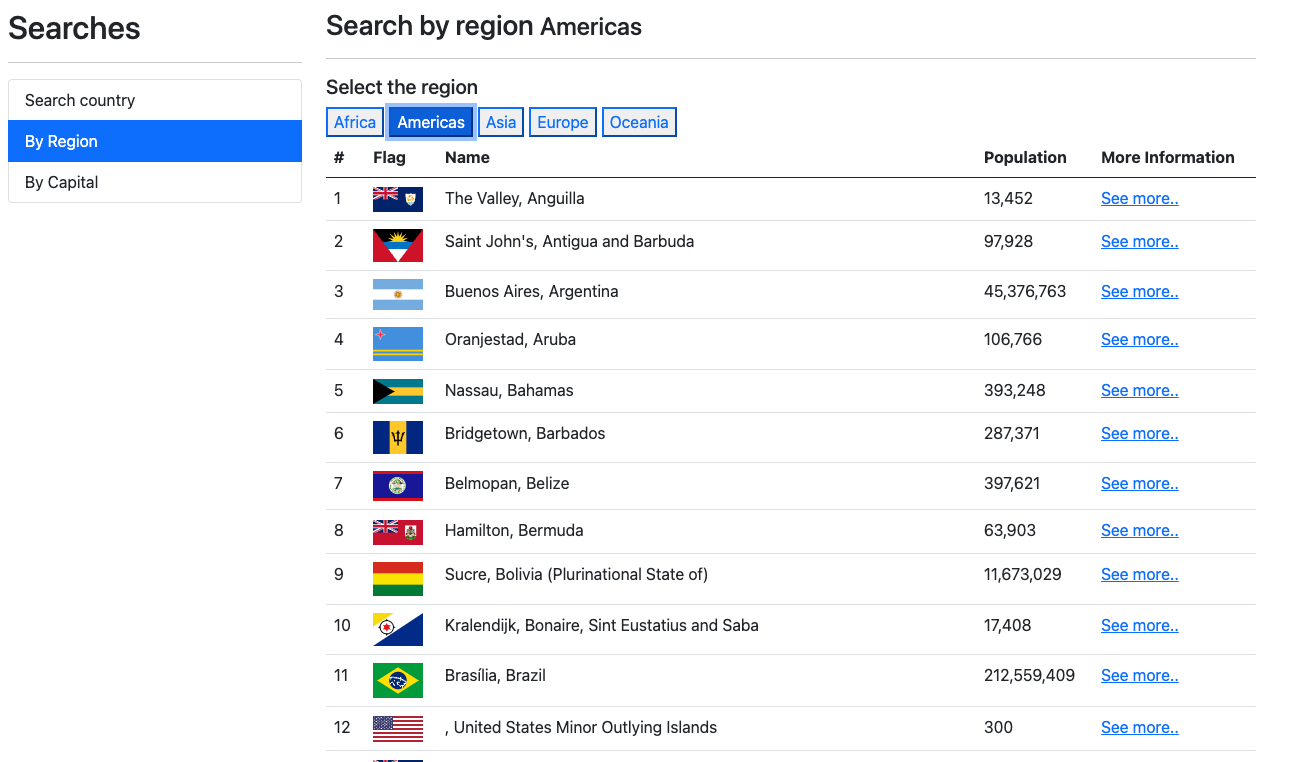 Searches
Search country
By Region
By Capital
Search by region Americas
Select the region
Africa Americas Asia Europe Oceania
# Flag Name Population More Information
1 The Valley, Anguilla 13,452 See more..
2 Saint John's, Antigua and Barbuda 97,928 See more..
3 Buenos Aires, Argentina 45,376,763 See more..
4 Oranjestad, Aruba 106,766 See more..
5 Nassau, Bahamas 393,248 See more..
6 Bridgetown, Barbados 287,371 See more..
7 Belmopan, Belize 397,621 See more..
8 Hamilton, Bermuda 63,903 See more..
9 Sucre, Bolivia (Plurinational State of) 11,673,029 See more..
10 Kralendijk, Bonaire, Sint Eustatius and Saba 17,408 See more..
11 Brasília, Brazil 212,559,409 See more..
12 , United States Minor Outlying Islands 300 See more..